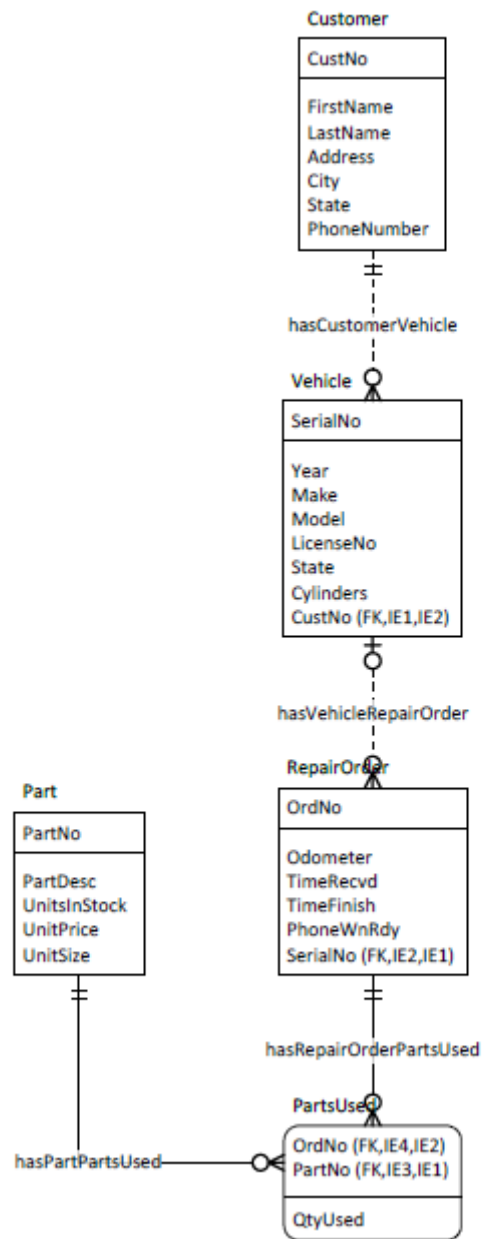 Customer
CustNo
FirstName
LastName
Address
City
State
PhoneNumber
hasCustomerVehicle
Vehicle
SerialNo
Year
Make
Model
LicenseNo
State
Cylinders
CustNo (FK,IE1,IE2)
hasVehicleRepairOrder
RepairOrder
OrdNo
Odometer
TimeRecvd
TimeFinish
PhoneWnRdy
SerialNo (FK,IE2,IE1)
Part
PartNo
PartDesc
UnitsInStock
UnitPrice
UnitSize
hasRepairOrderPartsUsed
PartsUsed
OrdNo (FK,IE4,IE2)
PartNo (FK,IE3,IE1)
QtyUsed
hasPartPartsUsed